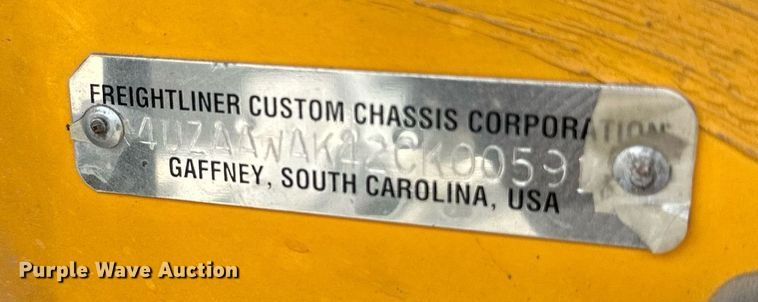 FREIGHTLINER CUSTOM CHASSIS CORPORATION
GAFFNEY, SOUTH CAROLINA, USA
Purple Wave Auction